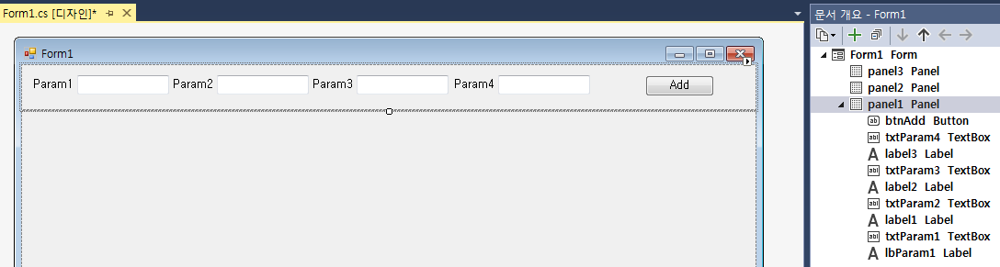 Form1.cs [디자인]*
Form1
Param1 Param2 Param3 Param4 Add
문서 개요 - Form1
Form1 Form
panel3 Panel
panel2 Panel
panel1 Panel
btnAdd Button
txtParam4 TextBox
label3 Label
txtParam3 TextBox
label2 Label
txtParam2 TextBox
label1 Label
txtParam1 TextBox
lbParam1 Label